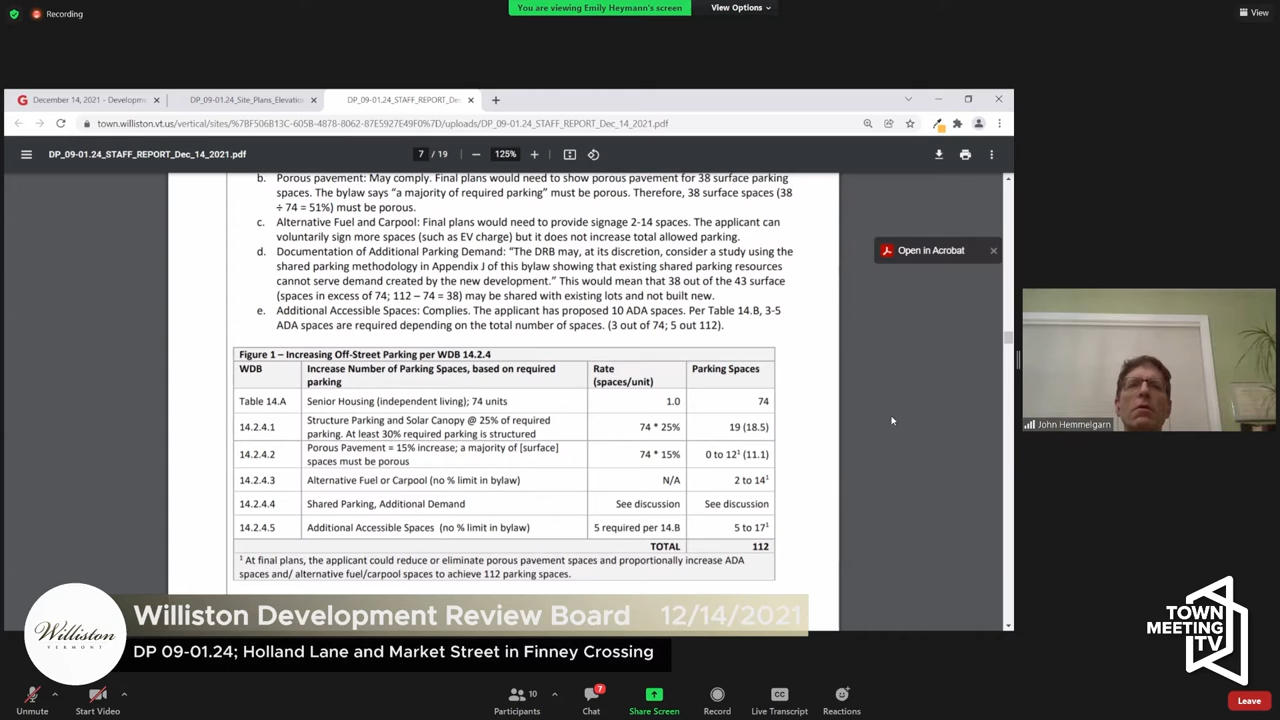 Recording
You are viewing Emily Heymann's screen
View Options
View
December 14, 2021 - Developm
DP_09-01.24_Site_Plans_Elevatio
DP_09-01.24_STAFF_REPORT_De
town.williston.vt.us/vertical/sites/%7BF506B13C-605B-4878-8062-87E5927E49F0%7D/uploads/DP_09-01.24_STAFF_REPORT_Dec_14_2021.pdf
DP_09-01.24_STAFF_REPORT_Dec_14_2021.pdf
7 / 19
125%
b. Porous pavement: May comply. Final plans would need to show porous pavement for 38 surface parking
spaces. The bylaw says "a majority of required parking" must be porous. Therefore, 38 surface spaces (38
÷ 74 = 51%) must be porous.
c. Alternative Fuel and Carpool: Final plans would need to provide signage 2-14 spaces. The applicant can
voluntarily sign more spaces (such as EV charge) but it does not increase total allowed parking.
d. Documentation of Additional Parking Demand: "The DRB may, at its discretion, consider a study using the
shared parking methodology in Appendix J of this bylaw showing that existing shared parking resources
cannot serve demand created by the new development." This would mean that 38 out of the 43 surface
(spaces in excess of 74; 112 – 74 = 38) may be shared with existing lots and not built new.
e. Additional Accessible Spaces: Complies. The applicant has proposed 10 ADA spaces. Per Table 14.B, 3-5
ADA spaces are required depending on the total number of spaces. (3 out of 74; 5 out 112).
Open in Acrobat
Figure 1 – Increasing Off-Street Parking per WDB 14.2.4
WDB Increase Number of Parking Spaces, based on required parking Rate (spaces/unit) Parking Spaces
Table 14.A Senior Housing (independent living); 74 units 1.0 74
14.2.4.1 Structure Parking and Solar Canopy @ 25% of required parking. At least 30% required parking is structured 74 * 25% 19 (18.5)
14.2.4.2 Porous Pavement = 15% increase; a majority of [surface] spaces must be porous 74 * 15% 0 to 12¹ (11.1)
14.2.4.3 Alternative Fuel or Carpool (no % limit in bylaw) N/A 2 to 14¹
14.2.4.4 Shared Parking, Additional Demand See discussion See discussion
14.2.4.5 Additional Accessible Spaces (no % limit in bylaw) 5 required per 14.B 5 to 17¹
TOTAL 112
¹ At final plans, the applicant could reduce or eliminate porous pavement spaces and proportionally increase ADA
spaces and/ alternative fuel/carpool spaces to achieve 112 parking spaces.
John Hemmelgarn
Williston
VERMONT
Williston Development Review Board 12/14/2021
DP 09-01.24; Holland Lane and Market Street in Finney Crossing
TOWN
MEETING
TV
Unmute
Start Video
Participants
10
Chat
7
Share Screen
Record
Live Transcript
Reactions
Leave